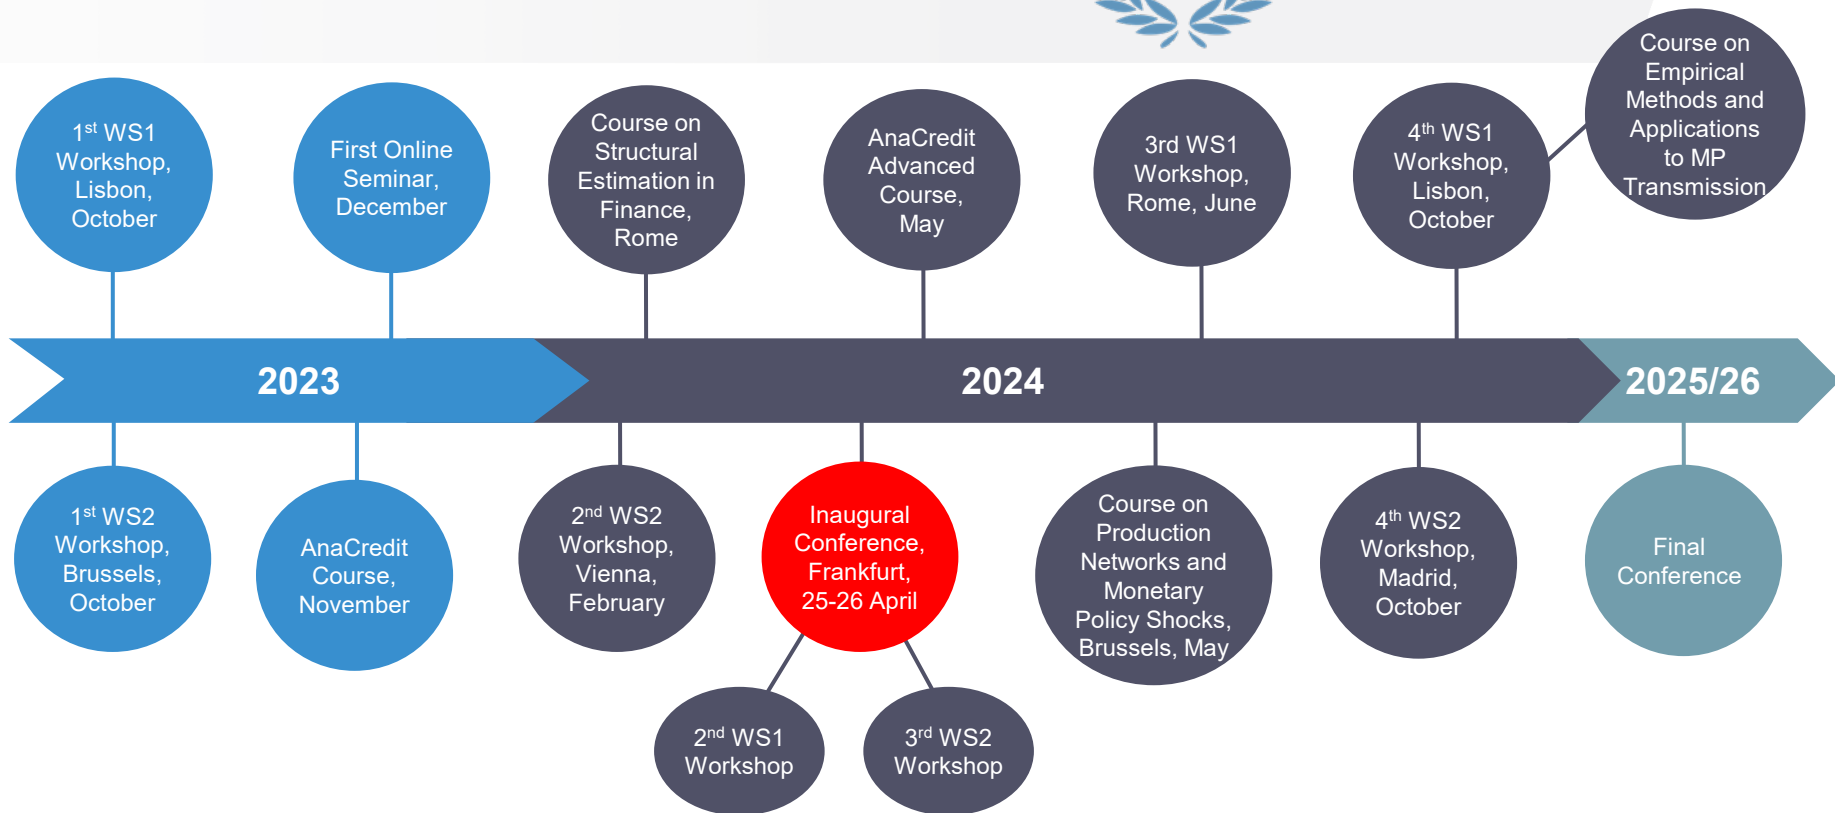 1st WS1
Workshop,
Lisbon,
October
First Online
Seminar,
December
Course on
Structural
Estimation in
Finance,
Rome
AnaCredit
Advanced
Course,
May
3rd WS1
Workshop,
Rome, June
4th WS1
Workshop,
Lisbon,
October
Course on
Empirical
Methods and
Applications
to MP
Transmission
2023
2024
2025/26
1st WS2
Workshop,
Brussels,
October
AnaCredit
Course,
November
2nd WS2
Workshop,
Vienna,
February
Inaugural
Conference,
Frankfurt,
25-26 April
Course on
Production
Networks and
Monetary
Policy Shocks,
Brussels, May
4th WS2
Workshop,
Madrid,
October
Final
Conference
2nd WS1
Workshop
3rd WS2
Workshop